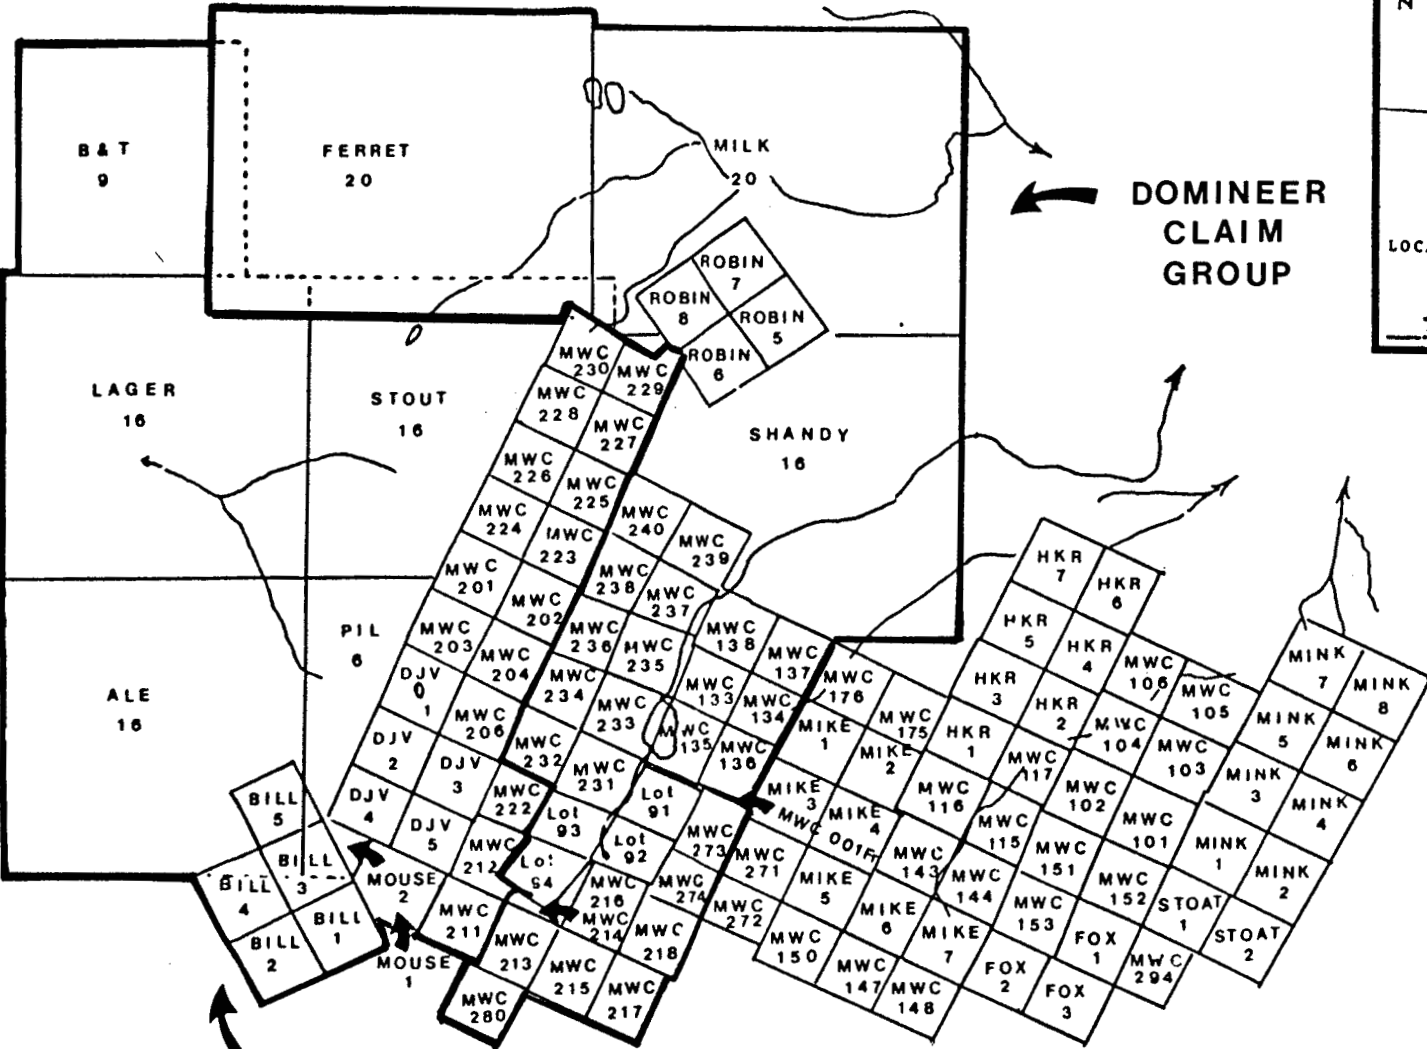 B & T
9
FERRET
20
MILK
20
DOMINEER
CLAIM
GROUP
LAGER
16
STOUT
16
SHANDY
16
ALE
16
PIL
6
ROBIN
7
ROBIN
8
ROBIN
5
ROBIN
6
MWC
230
MWC
229
MWC
228
MWC
227
MWC
226
MWC
225
MWC
224
MWC
223
MWC
240
MWC
239
MWC
201
MWC
202
MWC
238
MWC
237
MWC
203
MWC
204
MWC
236
MWC
235
MWC
138
MWC
137
DJV
1
MWC
206
MWC
234
MWC
233
MWC
133
MWC
134
MWC
176
MWC
175
DJV
2
DJV
3
MWC
232
MWC
231
MWC
135
MWC
136
MIKE
1
MIKE
2
DJV
4
DJV
5
MWC
222
MWC
212
Lot
93
Lot
91
Lot
92
Lot
94
MWC
273
MIKE
3
MIKE
4
MWC 001Fr
BILL
5
BILL
3
BILL
4
BILL
1
BILL
2
MOUSE
2
MOUSE
1
MWC
211
MWC
213
MWC
216
MWC
214
MWC
274
MWC
218
MWC
215
MWC
217
MWC
280
MWC
271
MWC
272
MIKE
5
MIKE
6
MIKE
7
MWC
150
MWC
147
MWC
148
HKR
7
HKR
6
HKR
5
HKR
4
HKR
3
HKR
2
HKR
1
MWC
106
MWC
105
MWC
104
MWC
103
MWC
117
MWC
102
MWC
101
MWC
116
MWC
115
MWC
151
MWC
152
MWC
143
MWC
144
MWC
153
FOX
1
FOX
2
FOX
3
MWC
294
MINK
7
MINK
8
MINK
5
MINK
6
MINK
3
MINK
4
MINK
1
MINK
2
STOAT
1
STOAT
2
N
LOC